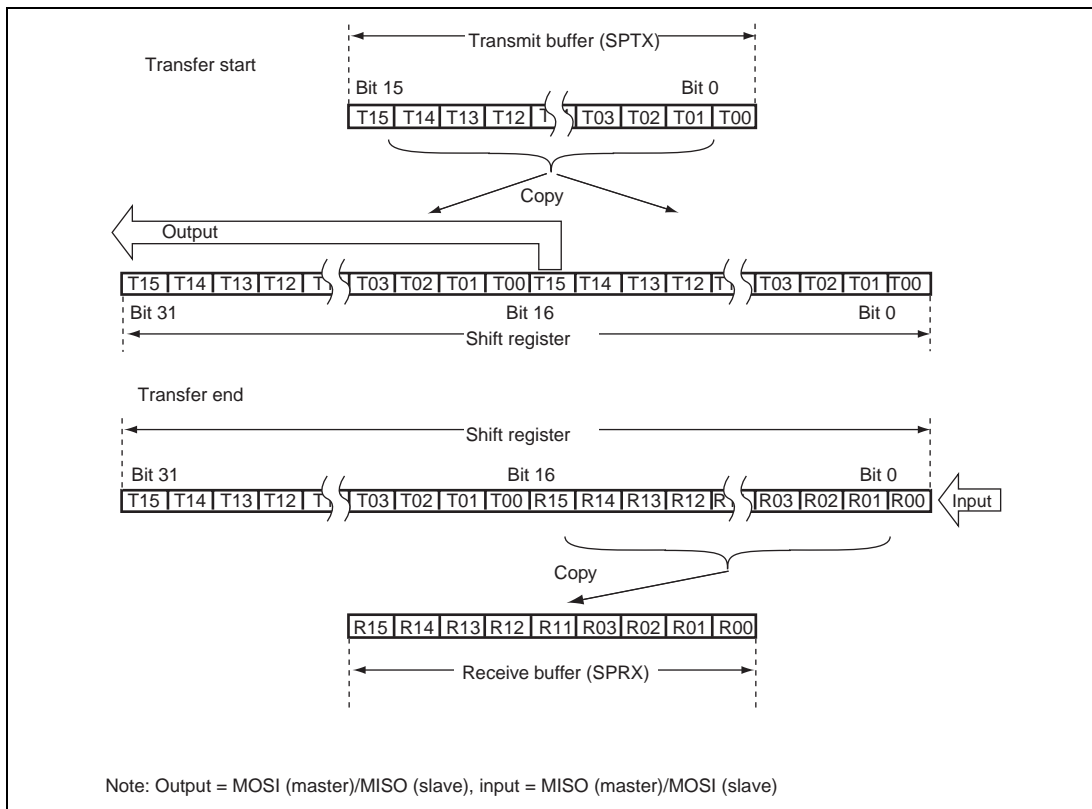 Transmit buffer (SPTX)
Transfer start
Bit 15 Bit 0
T15 T14 T13 T12 T03 T02 T01 T00
Copy
Output
T15 T14 T13 T12 T03 T02 T01 T00 T15 T14 T13 T12 T03 T02 T01 T00
Bit 31 Bit 16 Bit 0
Shift register
Transfer end
Shift register
Bit 31 Bit 16 Bit 0
T15 T14 T13 T12 T03 T02 T01 T00 R15 R14 R13 R12 R03 R02 R01 R00 Input
Copy
R15 R14 R13 R12 R11 R03 R02 R01 R00
Receive buffer (SPRX)
Note: Output = MOSI (master)/MISO (slave), input = MISO (master)/MOSI (slave)